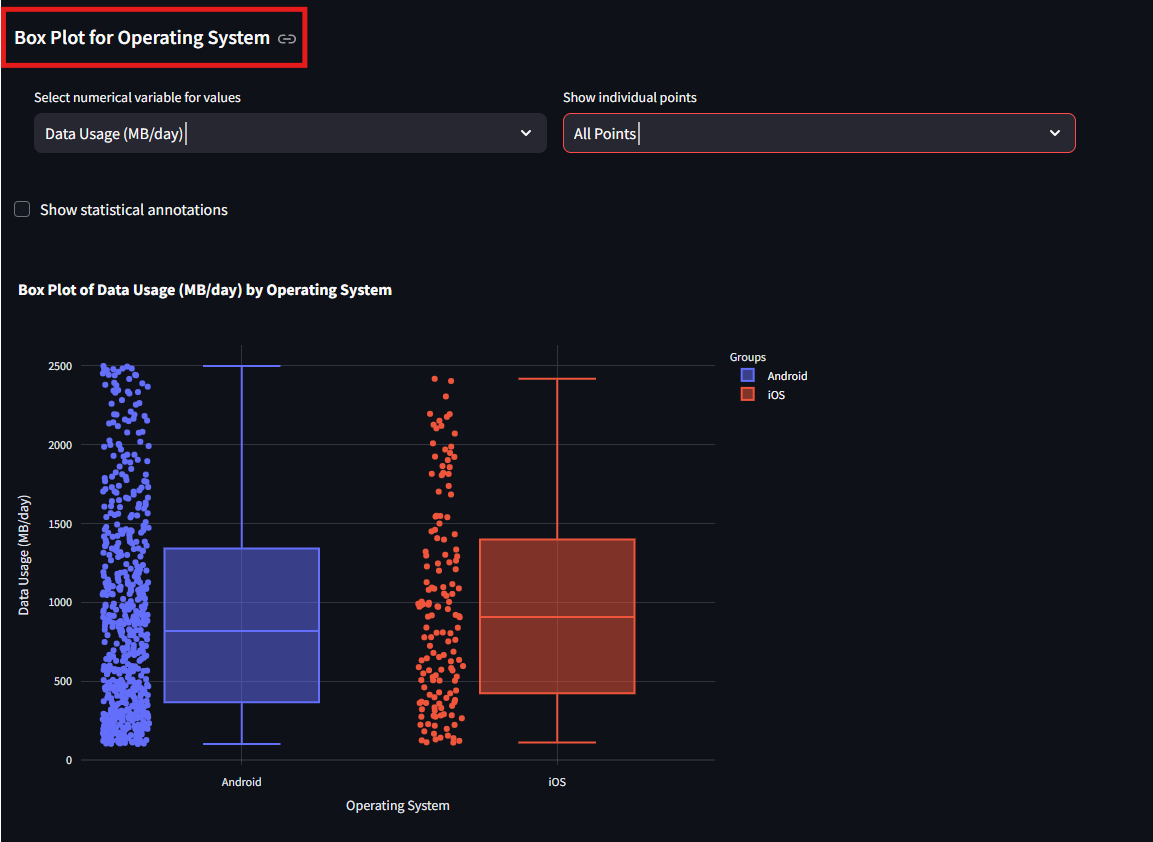 Box Plot for Operating System
Select numerical variable for values
Show individual points
Data Usage (MB/day)
All Points
Show statistical annotations
Box Plot of Data Usage (MB/day) by Operating System
Groups
Android
iOS
2500
2000
1500
1000
500
0
Data Usage (MB/day)
Android
iOS
Operating System